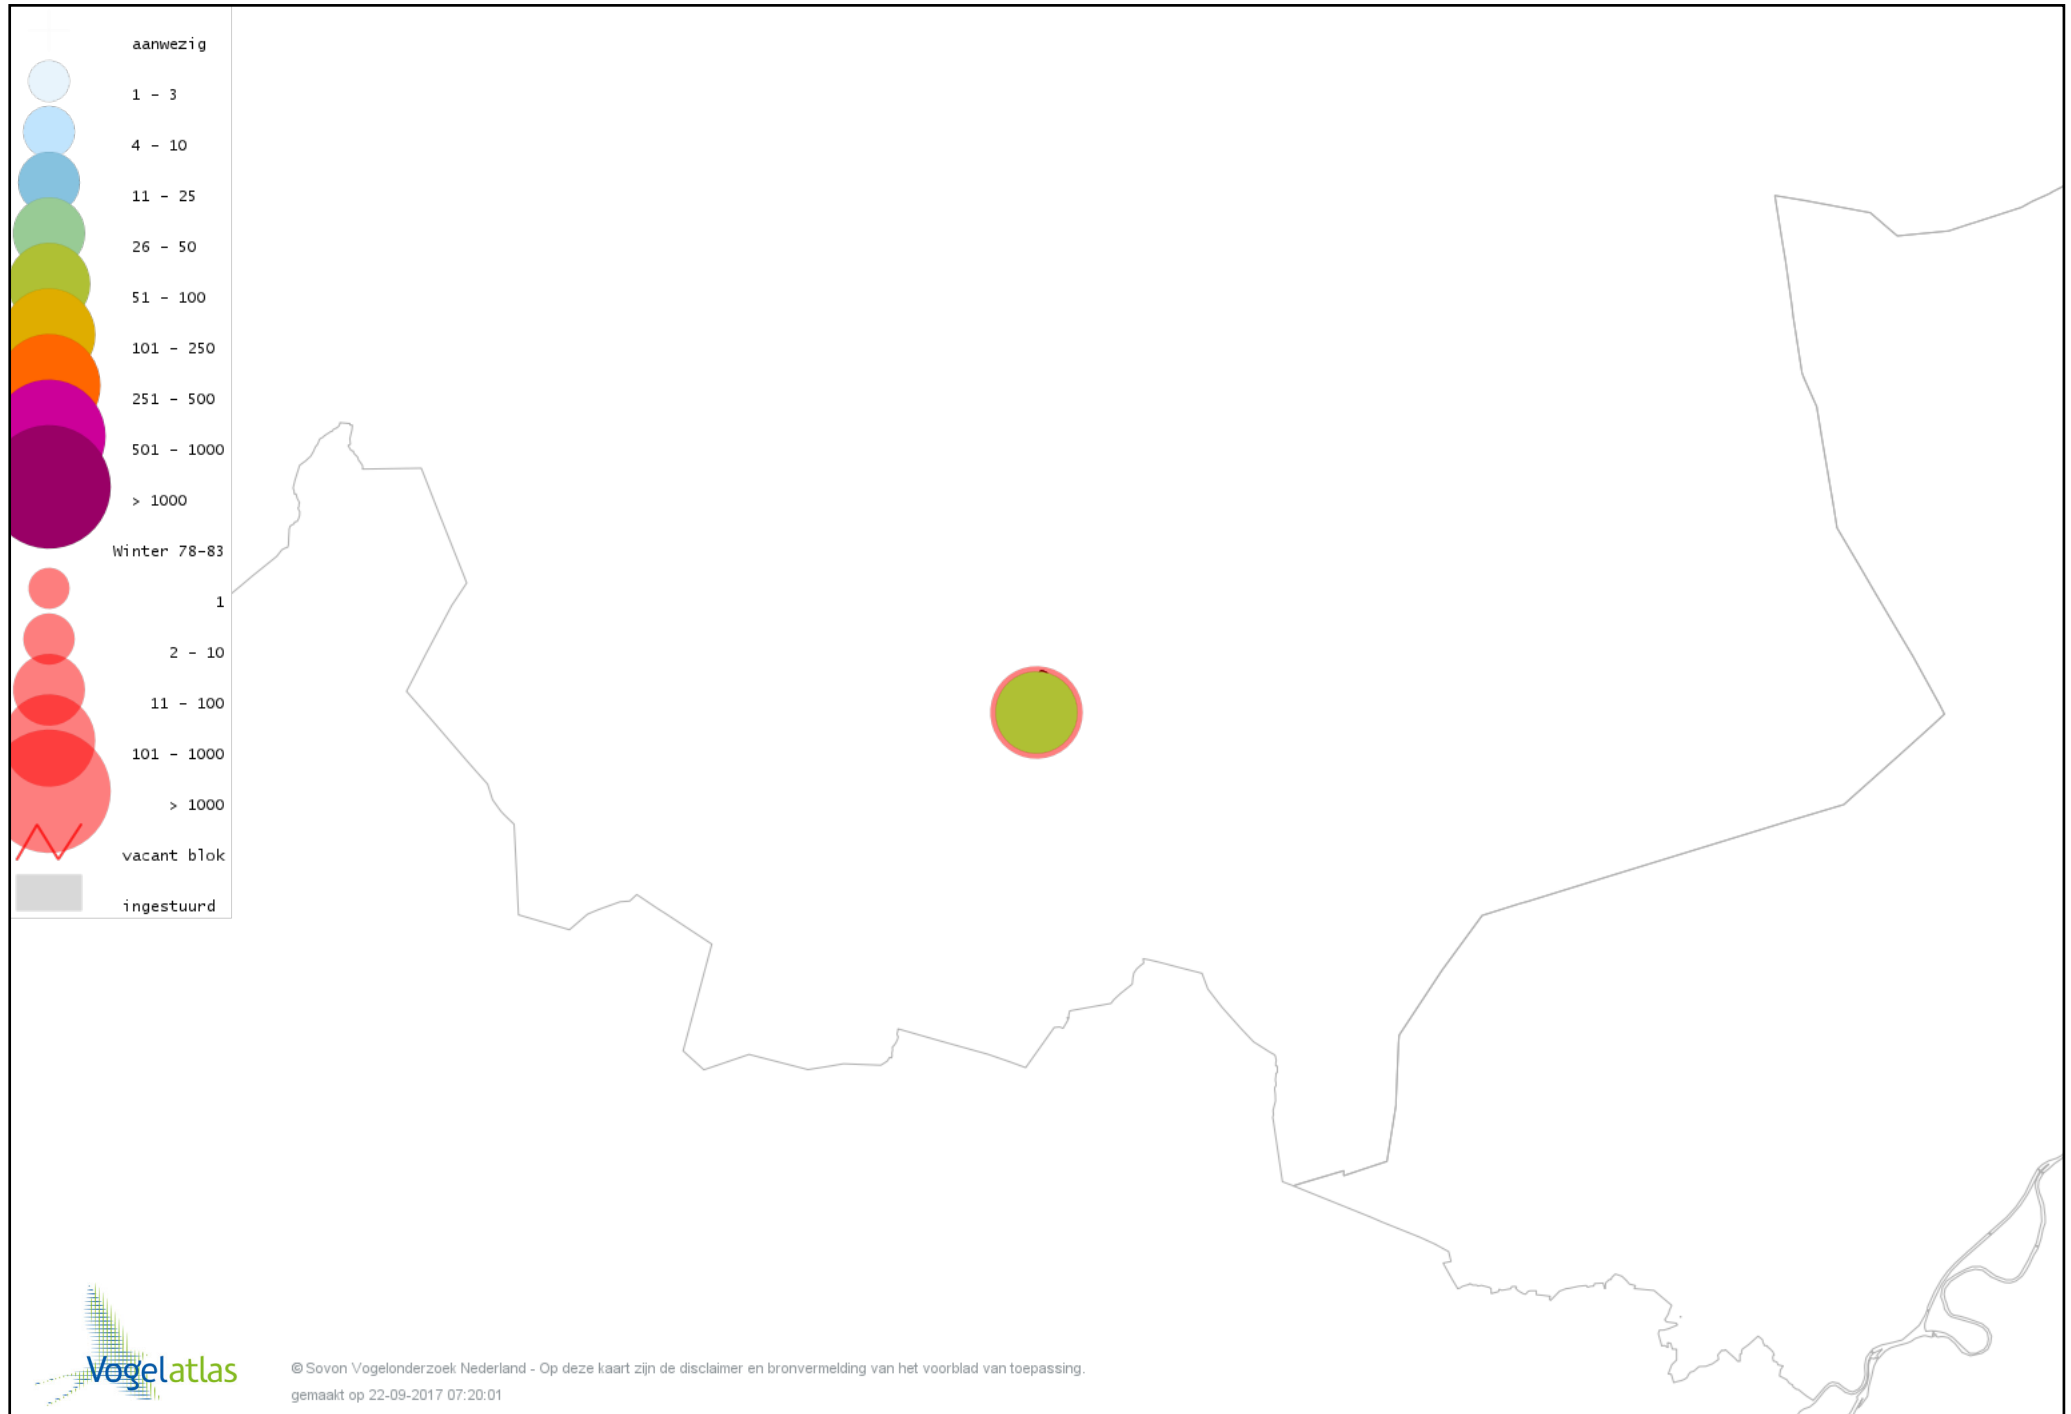 aanwezig
1 - 3
4 - 10
11 - 25
26 - 50
51 - 100
101 - 250
251 - 500
501 - 1000
> 1000
Winter 78-83
1
2 - 10
11 - 100
101 - 1000
> 1000
vacant blok
ingestuurd
Vogelatlas
© Sovon Vogelonderzoek Nederland - Op deze kaart zijn de disclaimer en bronvermelding van het voorblad van toepassing.
gemaakt op 22-09-2017 07:20:01